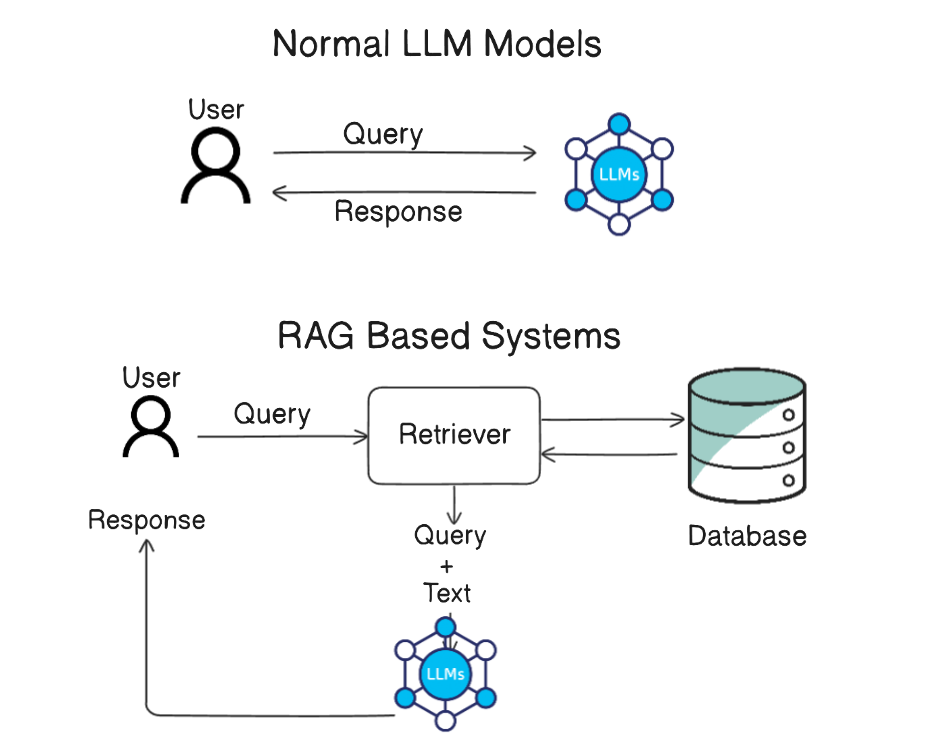 Normal LLM Models
User
Query
LLMs
Response
RAG Based Systems
User
Query
Retriever
Response
Database
Query
+
Text
LLMs